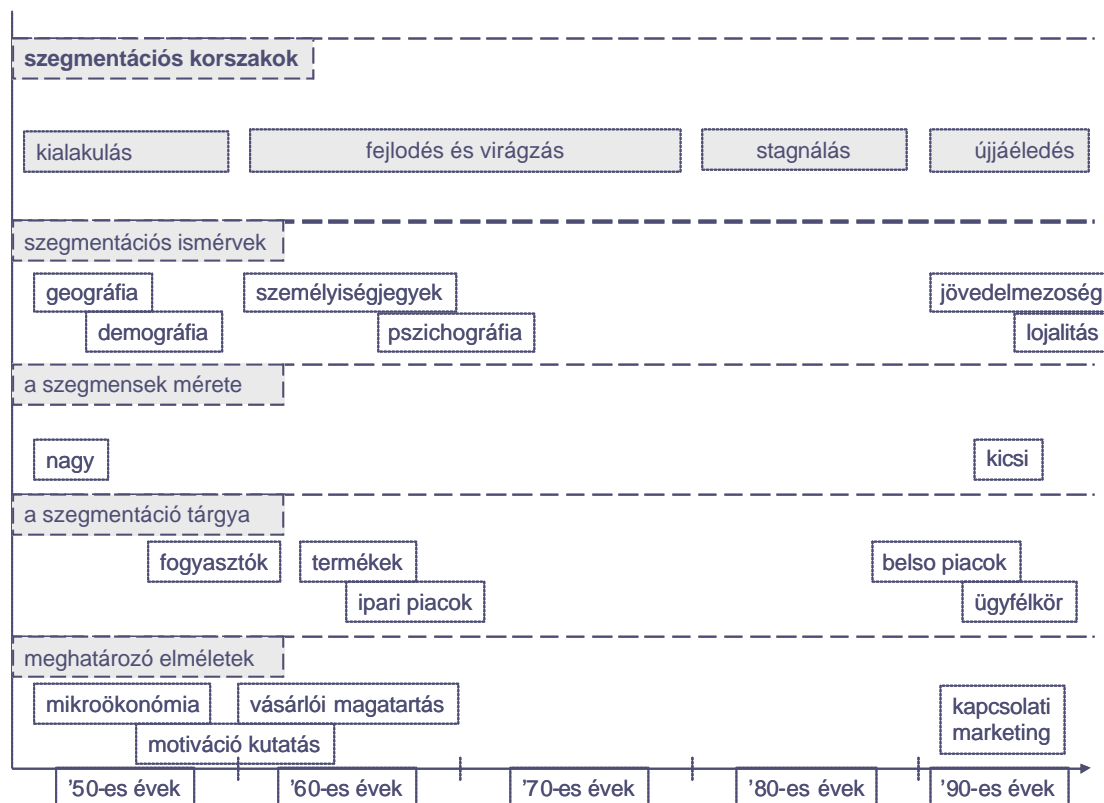 szegmentációs korszakok
kialakulás
fejlodés és virágzás
stagnálás
újjáéledés
szegmentációs ismérvek
geográfia
személyiségjegyek
jövedelmezoség
demográfia
pszichográfia
lojalitás
a szegmensek mérete
nagy
kicsi
a szegmentáció tárgya
fogyasztók
termékek
belso piacok
ipari piacok
ügyfélkör
meghatározó elméletek
mikroökonómia
vásárlói magatartás
kapcsolati
marketing
motiváció kutatás
'50-es évek
'60-es évek
'70-es évek
'80-es évek
'90-es évek